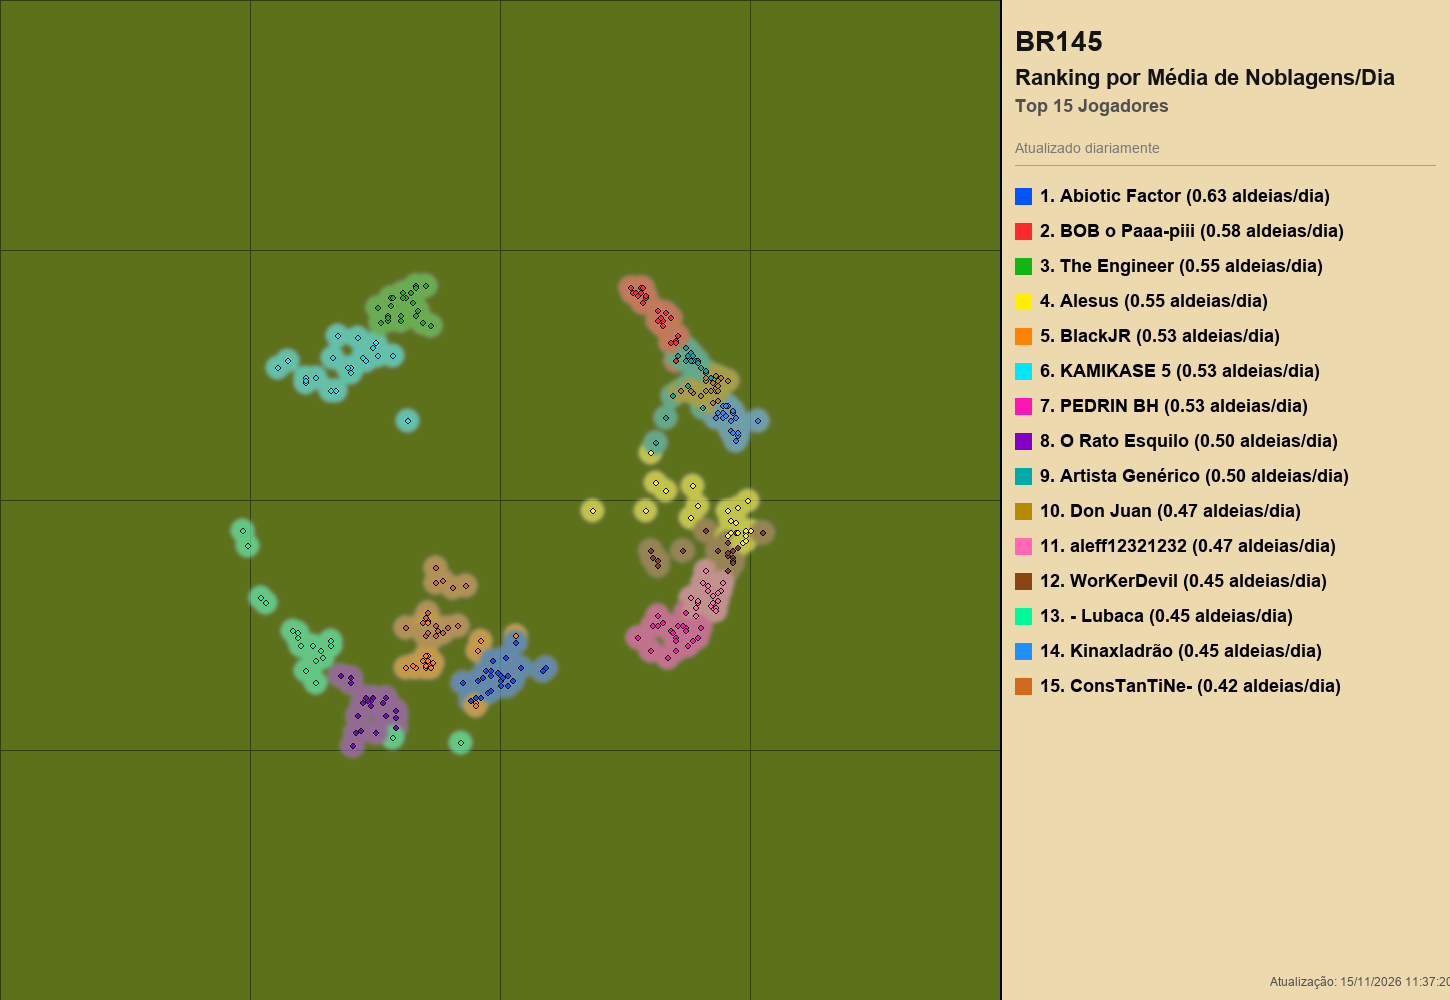 BR145
Ranking por Média de Noblagens/Dia
Top 15 Jogadores
Atualizado diariamente
1. Abiotic Factor (0.63 aldeias/dia)
2. BOB o Paaa-piii (0.58 aldeias/dia)
3. The Engineer (0.55 aldeias/dia)
4. Alesus (0.55 aldeias/dia)
5. BlackJR (0.53 aldeias/dia)
6. KAMIKASE 5 (0.53 aldeias/dia)
7. PEDRIN BH (0.53 aldeias/dia)
8. O Rato Esquilo (0.50 aldeias/dia)
9. Artista Genérico (0.50 aldeias/dia)
10. Don Juan (0.47 aldeias/dia)
11. aleff12321232 (0.47 aldeias/dia)
12. WorKerDevil (0.45 aldeias/dia)
13. - Lubaca (0.45 aldeias/dia)
14. Kinaxladrão (0.45 aldeias/dia)
15. ConsTanTiNe- (0.42 aldeias/dia)
Atualização: 15/11/2026 11:37:20